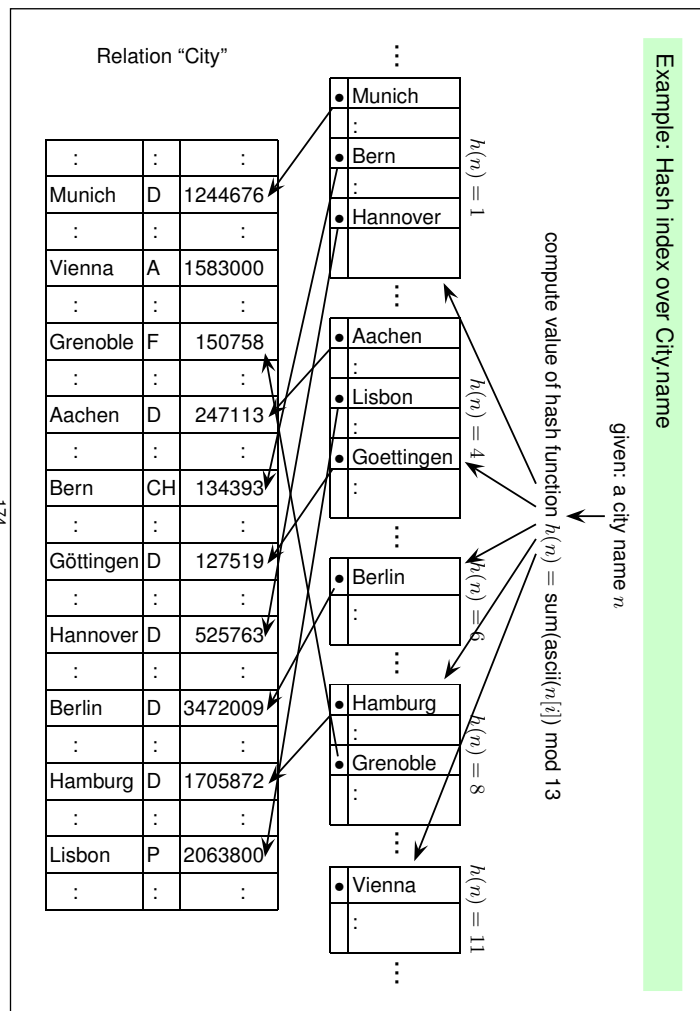 Example: Hash index over City.name
given: a city name n
compute value of hash function h(n) = sum(ascii(n[i]) mod 13
h(n) = 1
h(n) = 4
h(n) = 6
h(n) = 8
h(n) = 11
⋯
• Munich
:
• Bern
:
• Hannover
⋯
• Aachen
:
• Lisbon
:
• Goettingen
:
⋯
• Berlin
:
⋯
• Hamburg
:
• Grenoble
:
⋯
• Vienna
:
⋯
Relation “City”
: : :
Munich D 1244676
: : :
Vienna A 1583000
: : :
Grenoble F 150758
: : :
Aachen D 247113
: : :
Bern CH 134393
: : :
Göttingen D 127519
: : :
Hannover D 525763
: : :
Berlin D 3472009
: : :
Hamburg D 1705872
: : :
Lisbon P 2063800
: : :
174